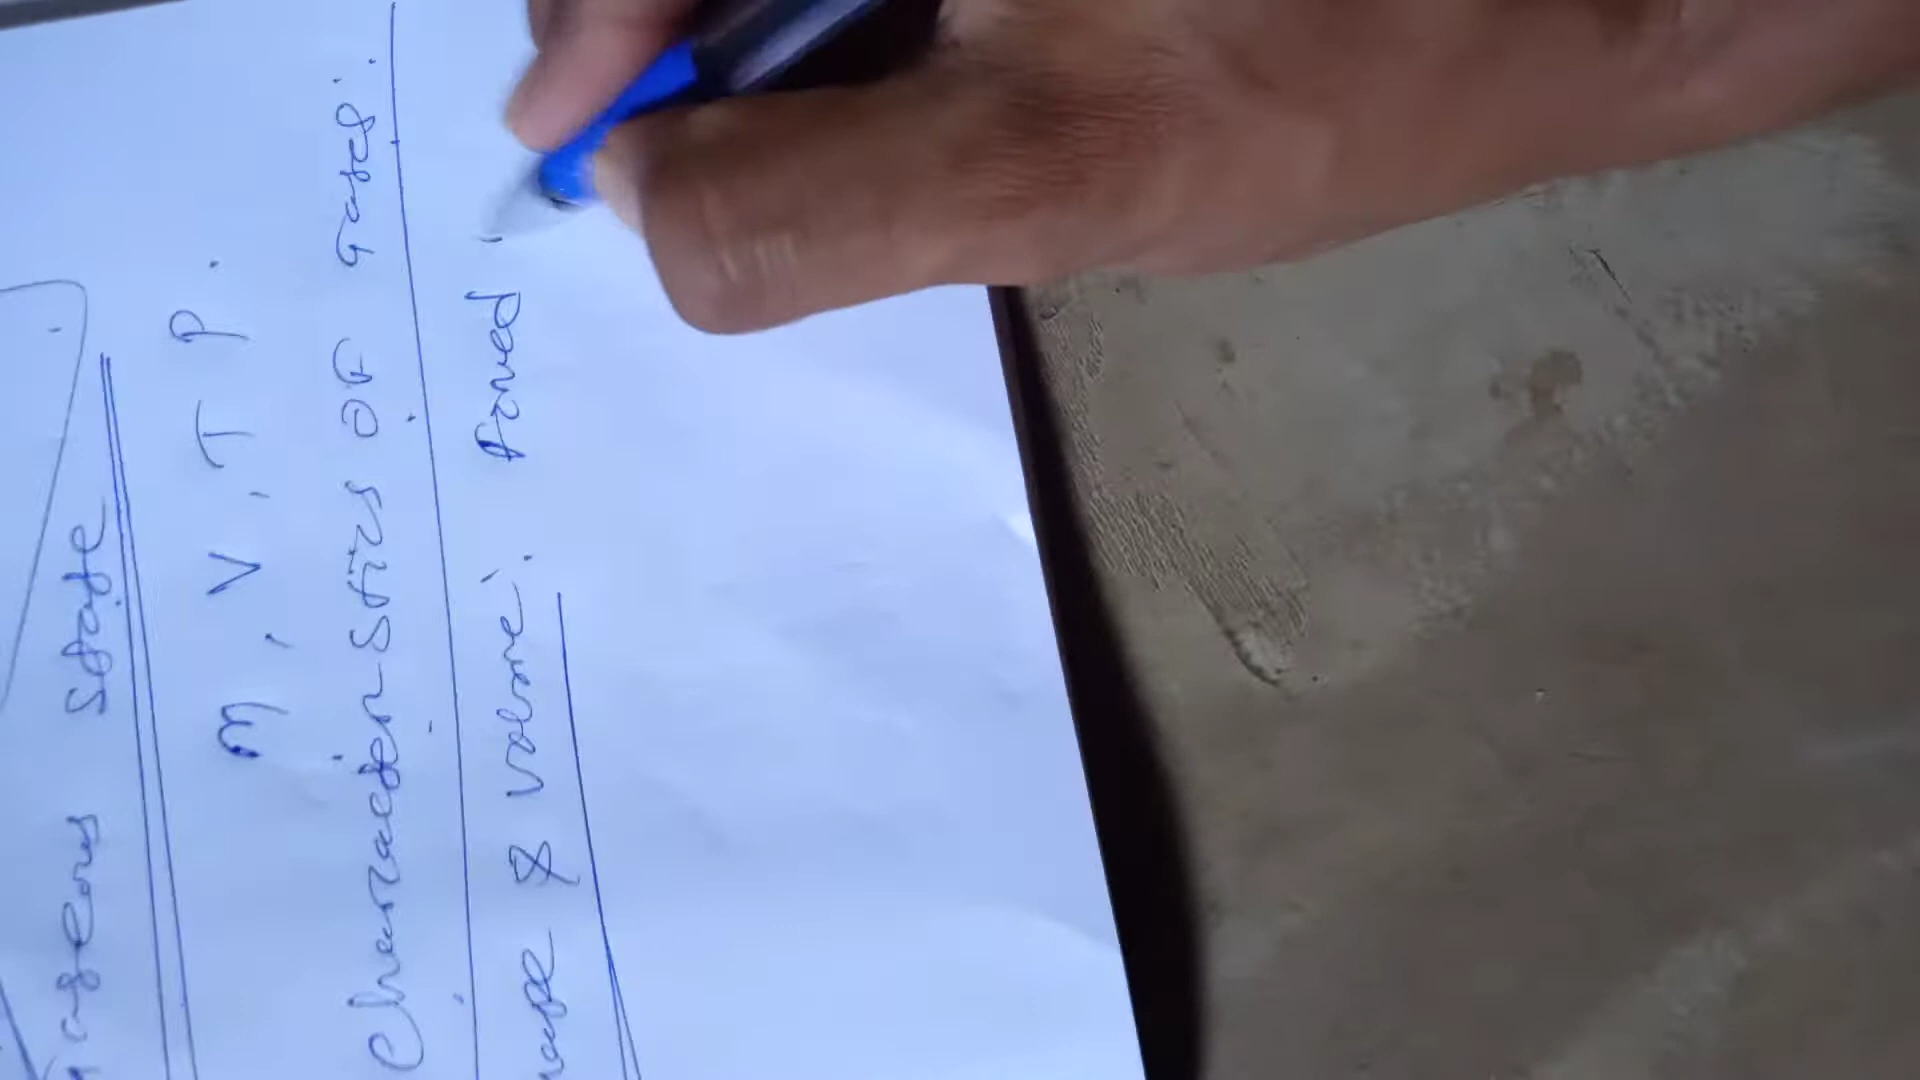 Gaseous state
M, V, T P.
Characteristics of gases.
shape & volume. fixed